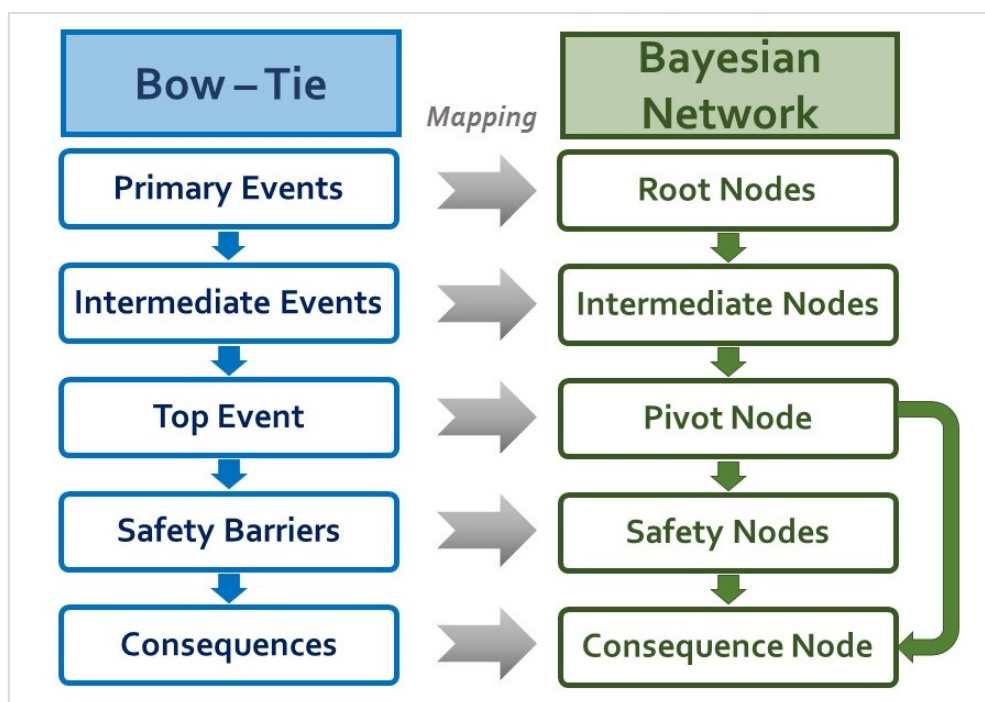 Bow – Tie
Mapping
Bayesian
Network
Primary Events
Root Nodes
Intermediate Events
Intermediate Nodes
Top Event
Pivot Node
Safety Barriers
Safety Nodes
Consequences
Consequence Node